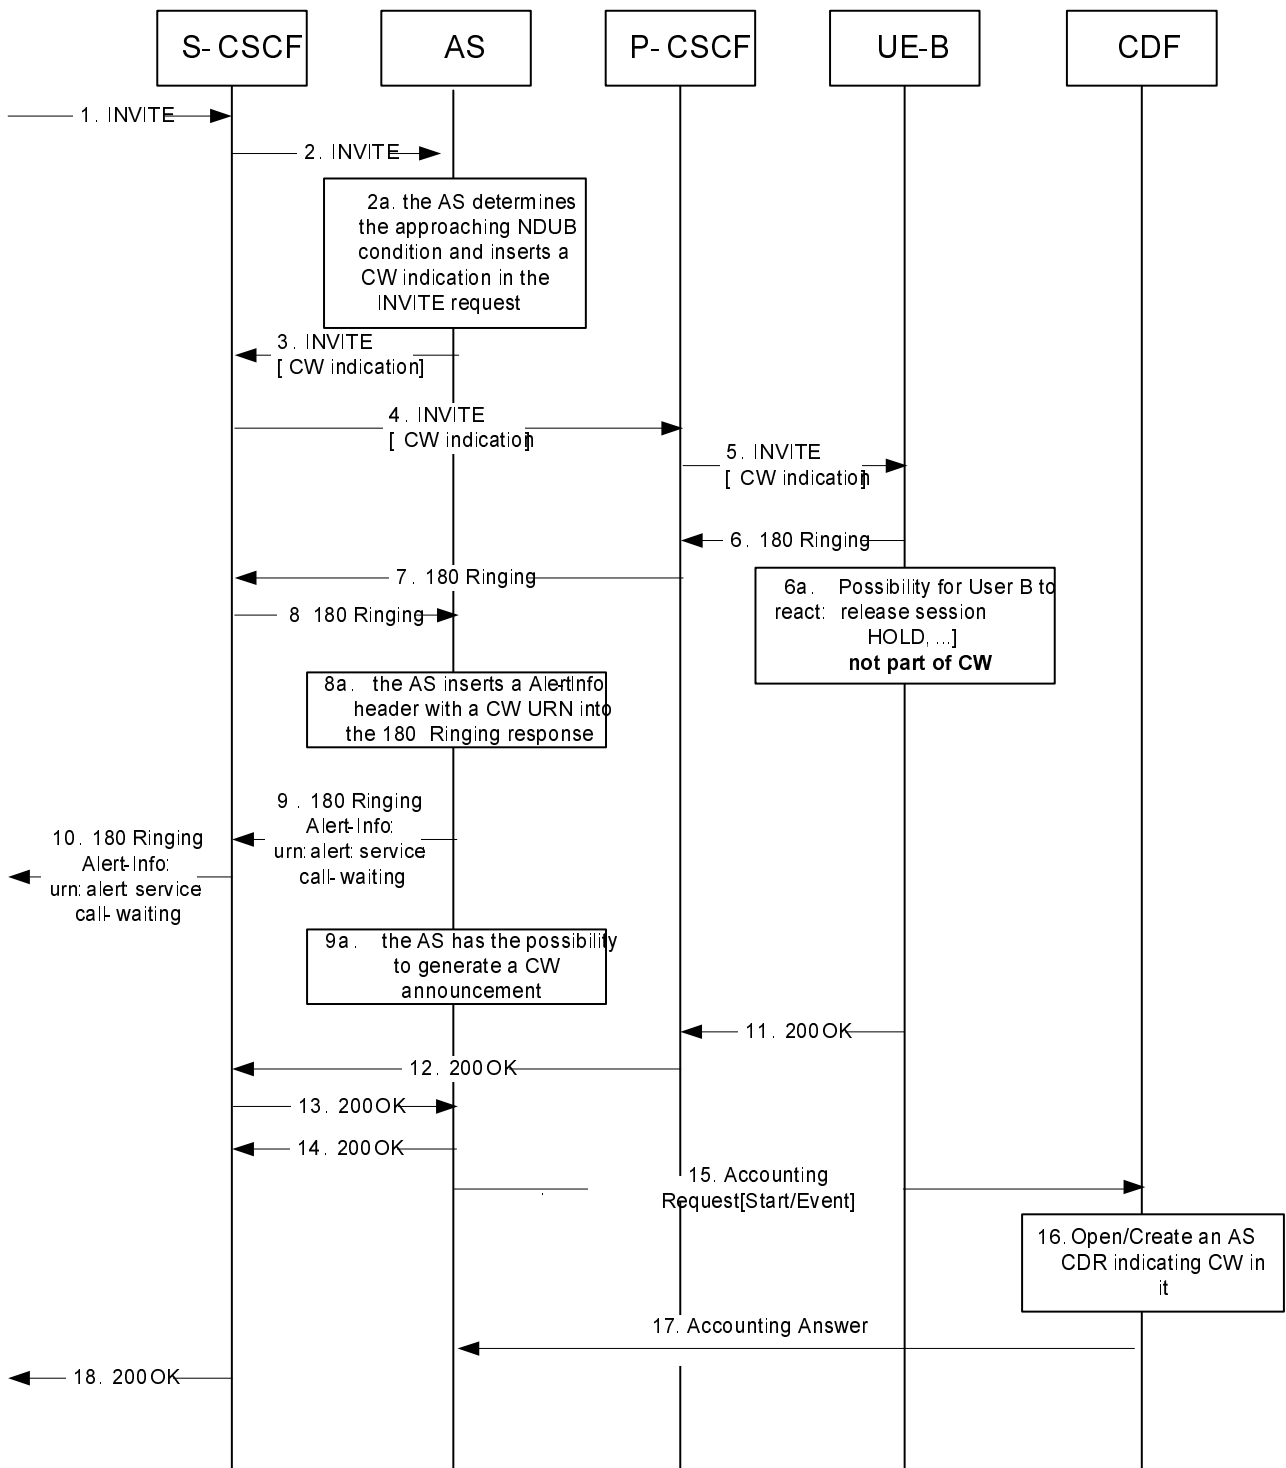 S-CSCF
AS
P-CSCF
UE-B
CDF
1. INVITE
2. INVITE
2a. the AS determines
the approaching NDUB
condition and inserts a
CW indication in the
INVITE request
3. INVITE
[ CW indication]
4. INVITE
[ CW indication]
5. INVITE
[ CW indication]
6. 180 Ringing
7. 180 Ringing
6a. Possibility for User B to
react: release session
HOLD, ...]
not part of CW
8 180 Ringing
8a. the AS inserts a Alert-Info
header with a CW URN into
the 180 Ringing response
9 . 180 Ringing
Alert-Info:
urn:alert: service
call-waiting
10. 180 Ringing
Alert-Info:
urn:alert: service
call-waiting
9a. the AS has the possibility
to generate a CW
announcement
11. 200 OK
12. 200 OK
13. 200 OK
14. 200 OK
15. Accounting
Request[Start/Event]
16. Open/Create an AS
CDR indicating CW in
it
17. Accounting Answer
18. 200 OK